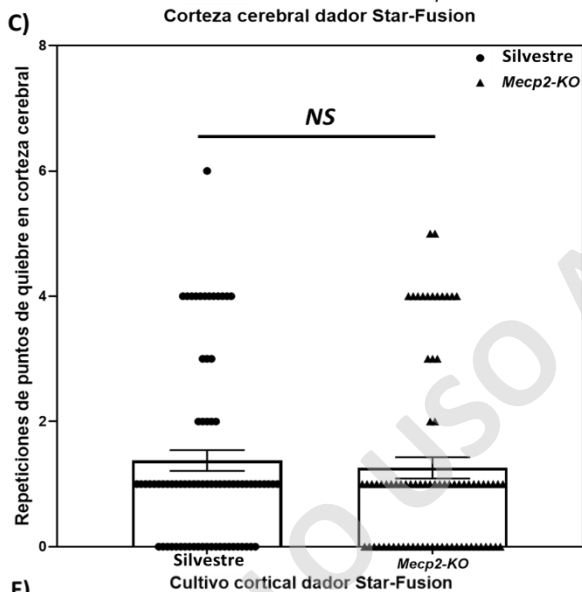 Corteza cerebral dador Star-Fusion
C)
8
Silvestre
Mecp2-KO
NS
6
4
2
0
Repeticiones de puntos de quiebre en corteza cerebral
Silvestre
Mecp2-KO
Cultivo cortical dador Star-Fusion
USO